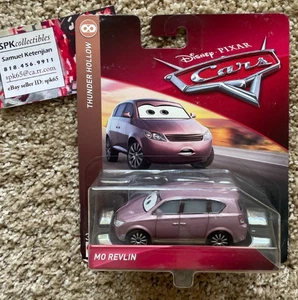 SPKcollectibles
Samuel Ketenjian
818 456.9911
spk65@ca.rr.com
eBay seller ID: spk65
THUNDER HOLLOW
Disney · PIXAR
Cars
MO REVLIN